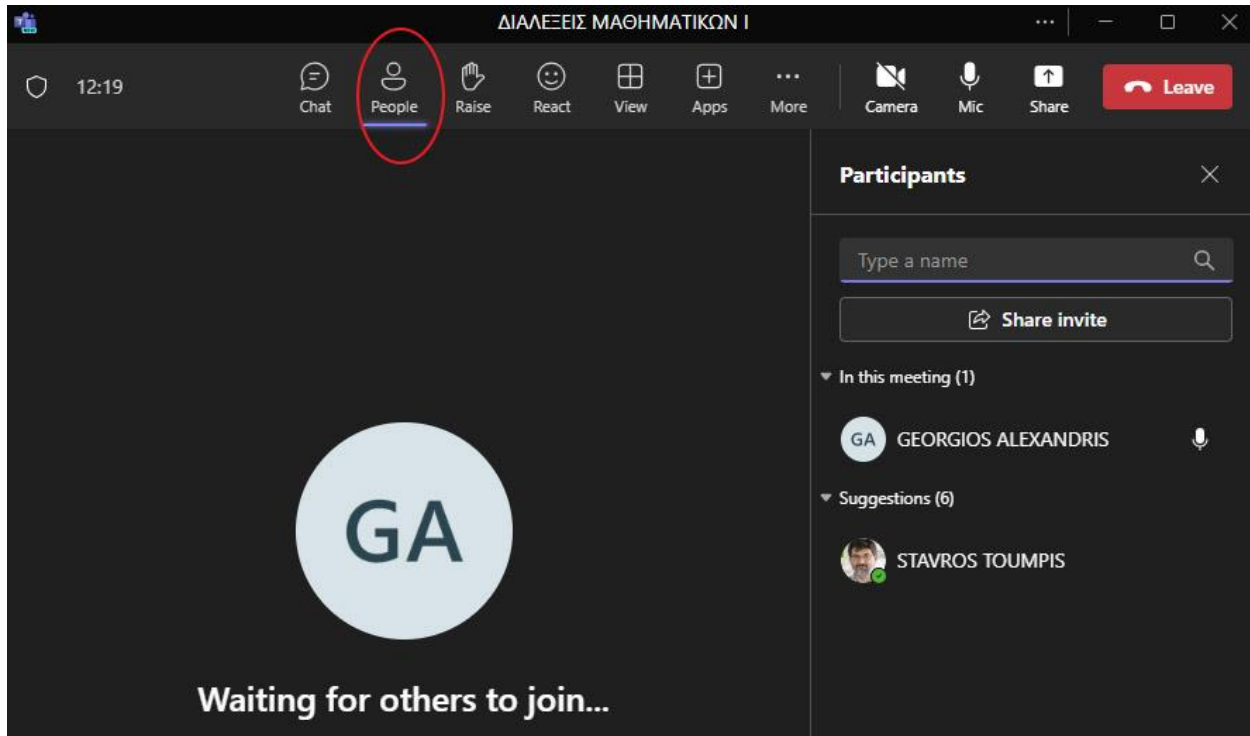 ΔΙΑΛΕΞΕΙΣ ΜΑΘΗΜΑΤΙΚΩΝ Ι
12:19
Chat People Raise React View Apps More Camera Mic Share Leave
Participants
Type a name
Share invite
In this meeting (1)
GA GEORGIOS ALEXANDRIS
Suggestions (6)
STAVROS TOUMPIS
GA
Waiting for others to join...